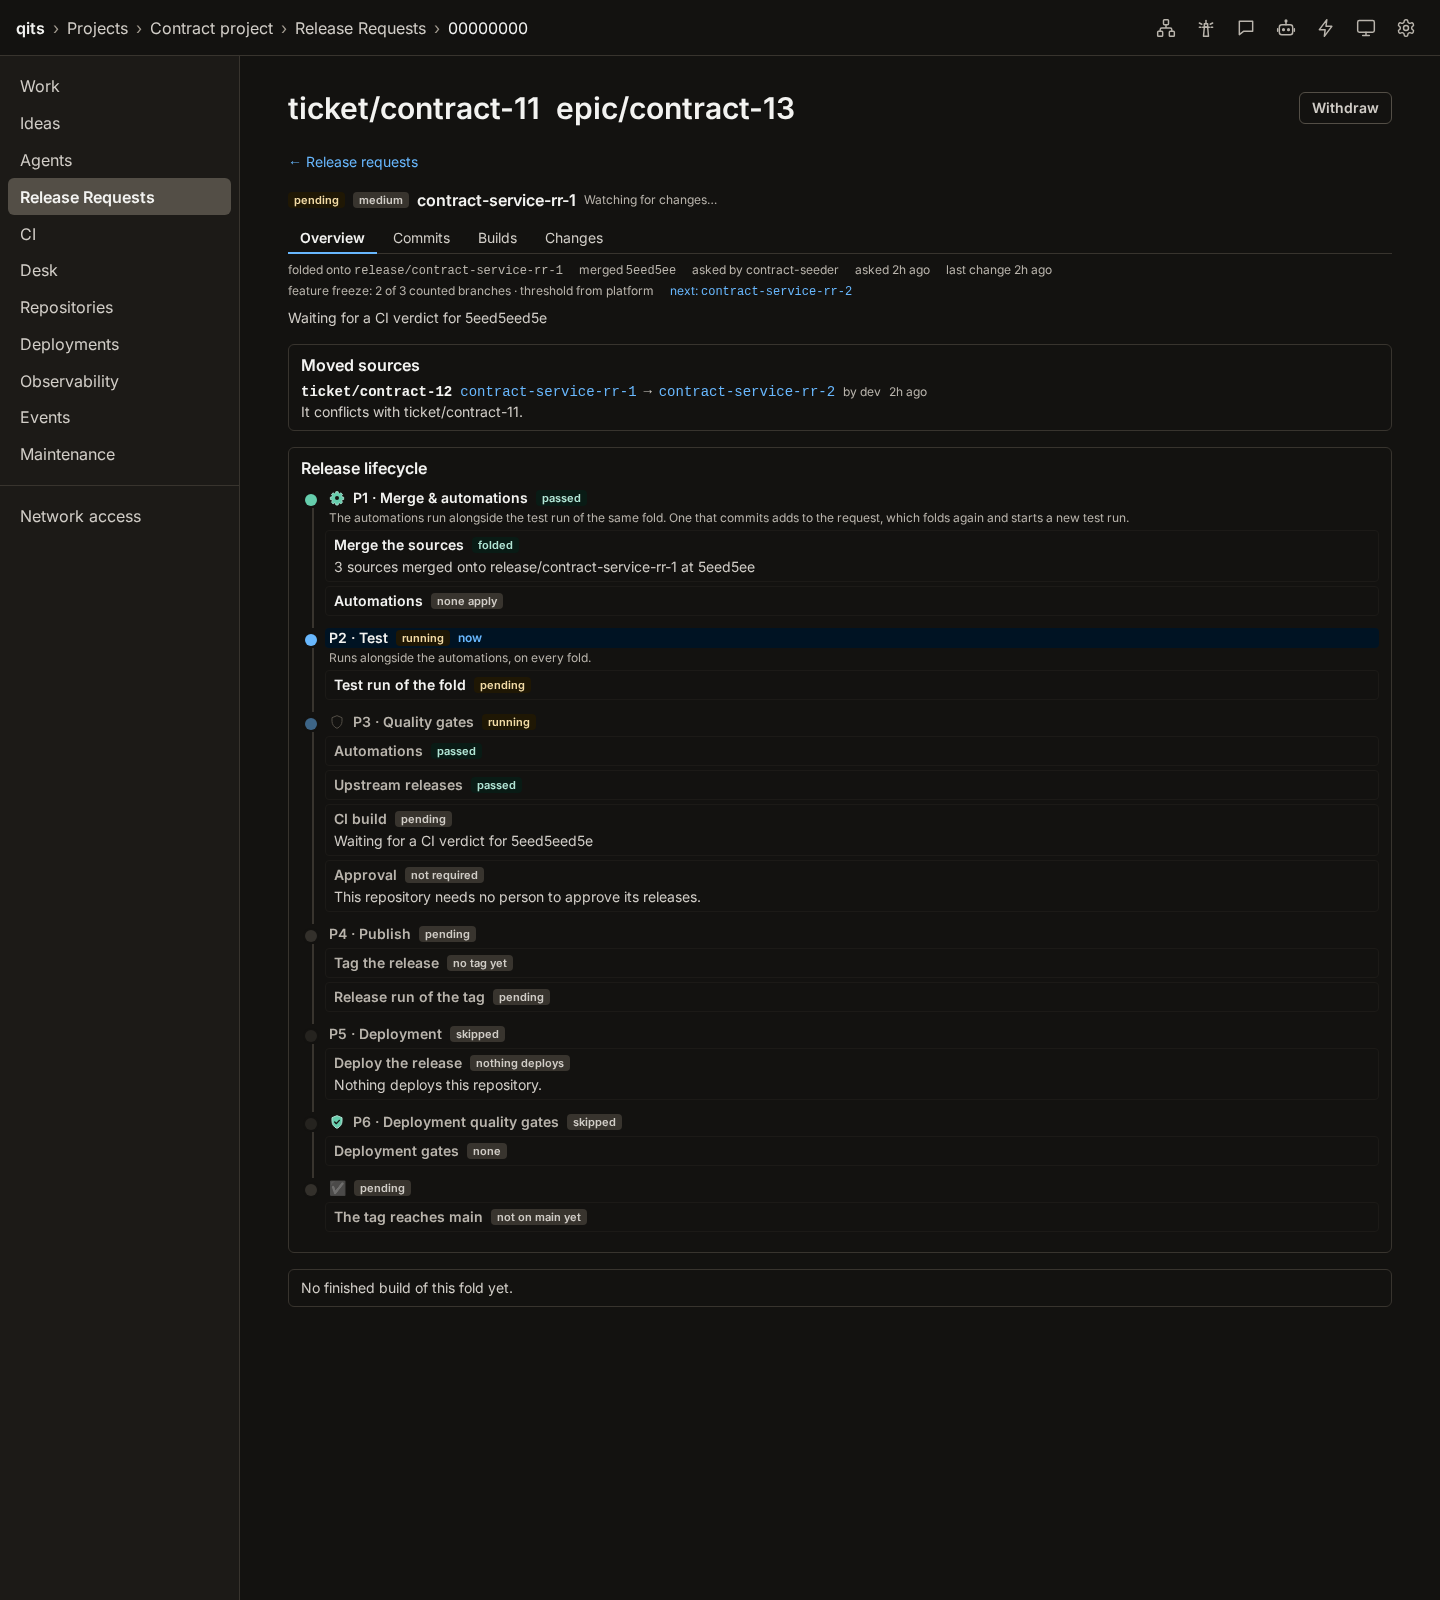 qits › Projects › Contract project › Release Requests › 00000000
Work
Ideas
Agents
Release Requests
CI
Desk
Repositories
Deployments
Observability
Events
Maintenance
Network access
ticket/contract-11 epic/contract-13
Withdraw
← Release requests
pending medium contract-service-rr-1 Watching for changes…
Overview Commits Builds Changes
folded onto release/contract-service-rr-1 merged 5eed5ee asked by contract-seeder asked 2h ago last change 2h ago
feature freeze: 2 of 3 counted branches · threshold from platform next: contract-service-rr-2
Waiting for a CI verdict for 5eed5eed5e
Moved sources
ticket/contract-12 contract-service-rr-1 → contract-service-rr-2 by dev 2h ago
It conflicts with ticket/contract-11.
Release lifecycle
P1 · Merge & automations passed
The automations run alongside the test run of the same fold. One that commits adds to the request, which folds again and starts a new test run.
Merge the sources folded
3 sources merged onto release/contract-service-rr-1 at 5eed5ee
Automations none apply
P2 · Test running now
Runs alongside the automations, on every fold.
Test run of the fold pending
P3 · Quality gates running
Automations passed
Upstream releases passed
CI build pending
Waiting for a CI verdict for 5eed5eed5e
Approval not required
This repository needs no person to approve its releases.
P4 · Publish pending
Tag the release no tag yet
Release run of the tag pending
P5 · Deployment skipped
Deploy the release nothing deploys
Nothing deploys this repository.
P6 · Deployment quality gates skipped
Deployment gates none
pending
The tag reaches main not on main yet
No finished build of this fold yet.